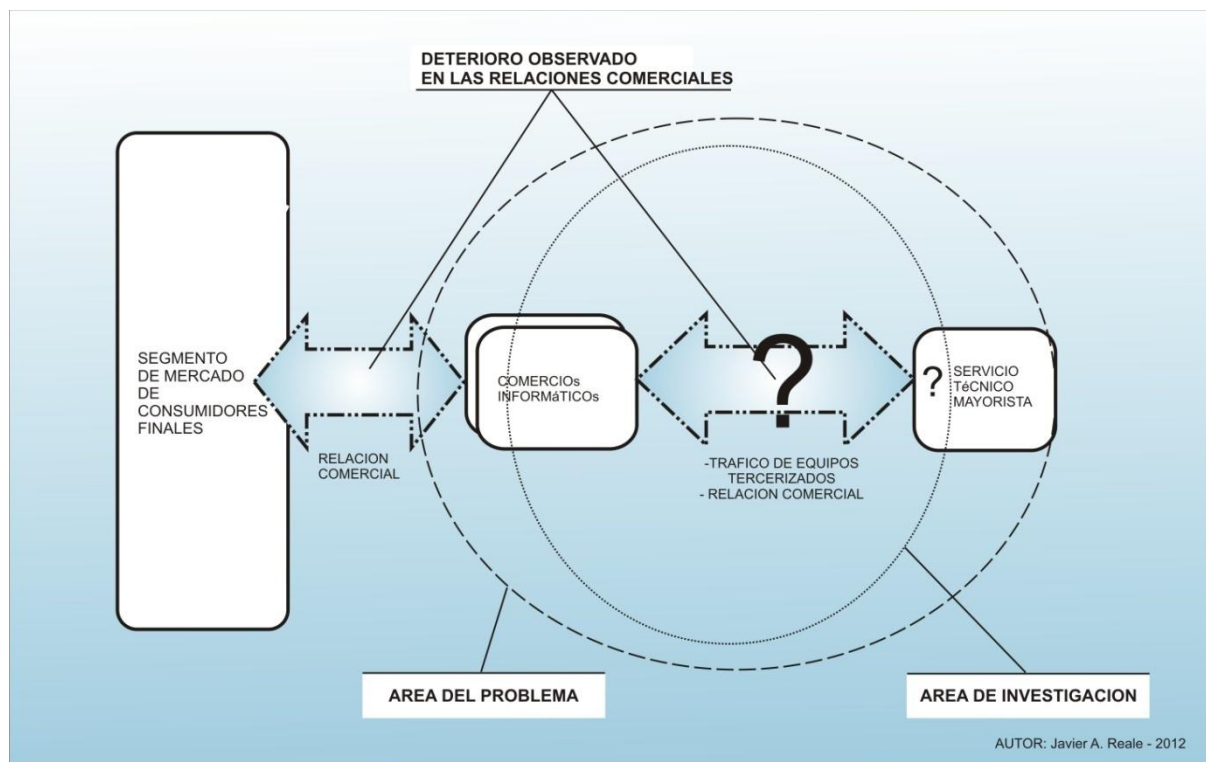 DETERIORO OBSERVADO
EN LAS RELACIONES COMERCIALES
SEGMENTO
DE MERCADO
DE
CONSUMIDORES
FINALES
RELACION
COMERCIAL
COMERCIOs
INFORMáTICOs
?
-TRAFICO DE EQUIPOS
TERCERIZADOS
- RELACION COMERCIAL
?
SERVICIO
TéCNICO
MAYORISTA
AREA DEL PROBLEMA
AREA DE INVESTIGACION
AUTOR: Javier A. Reale - 2012